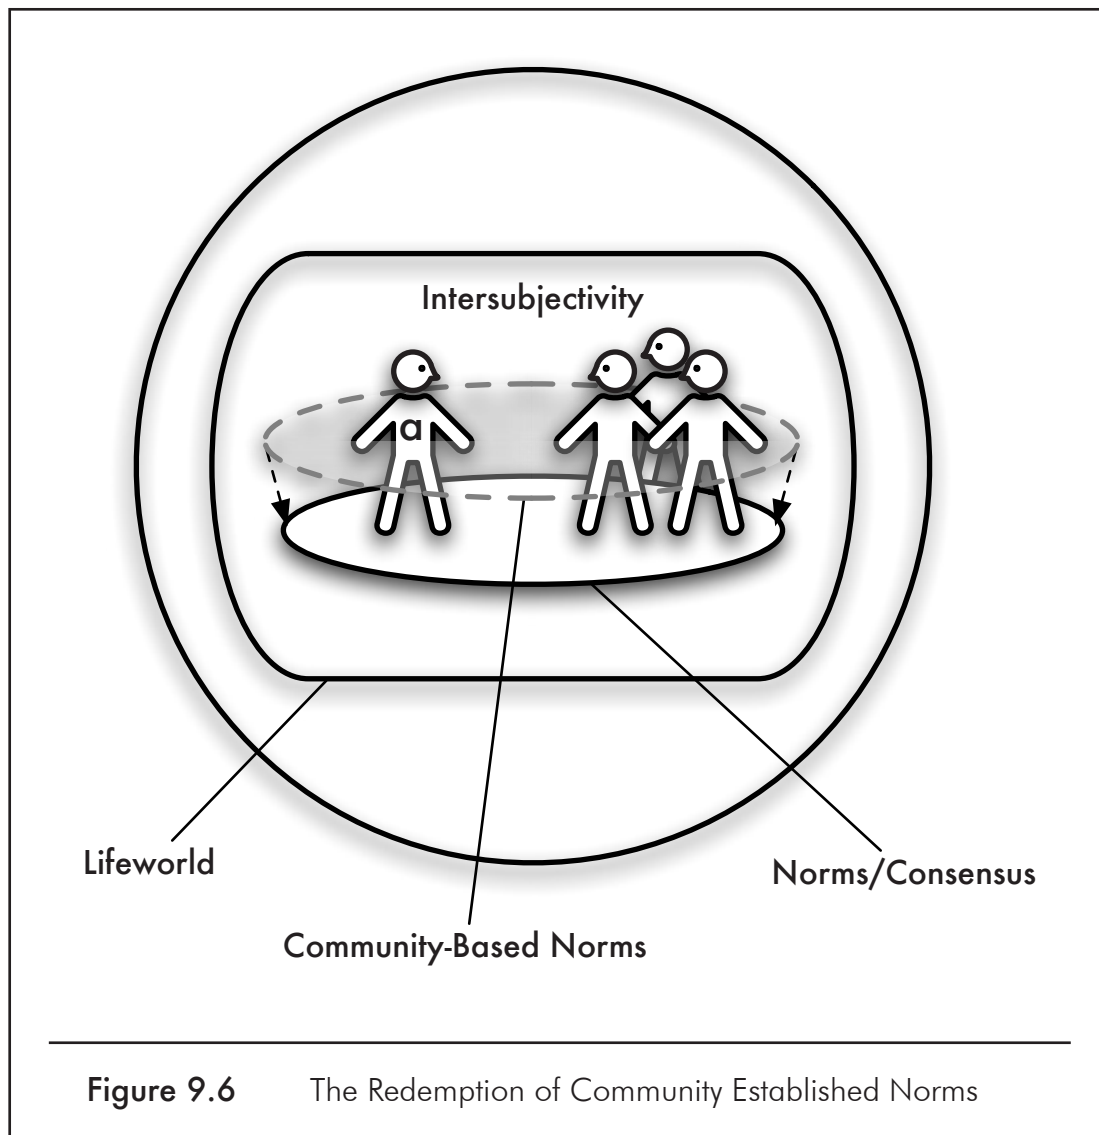 Intersubjectivity
a
Lifeworld
Norms/Consensus
Community-Based Norms
Figure 9.6 The Redemption of Community Established Norms